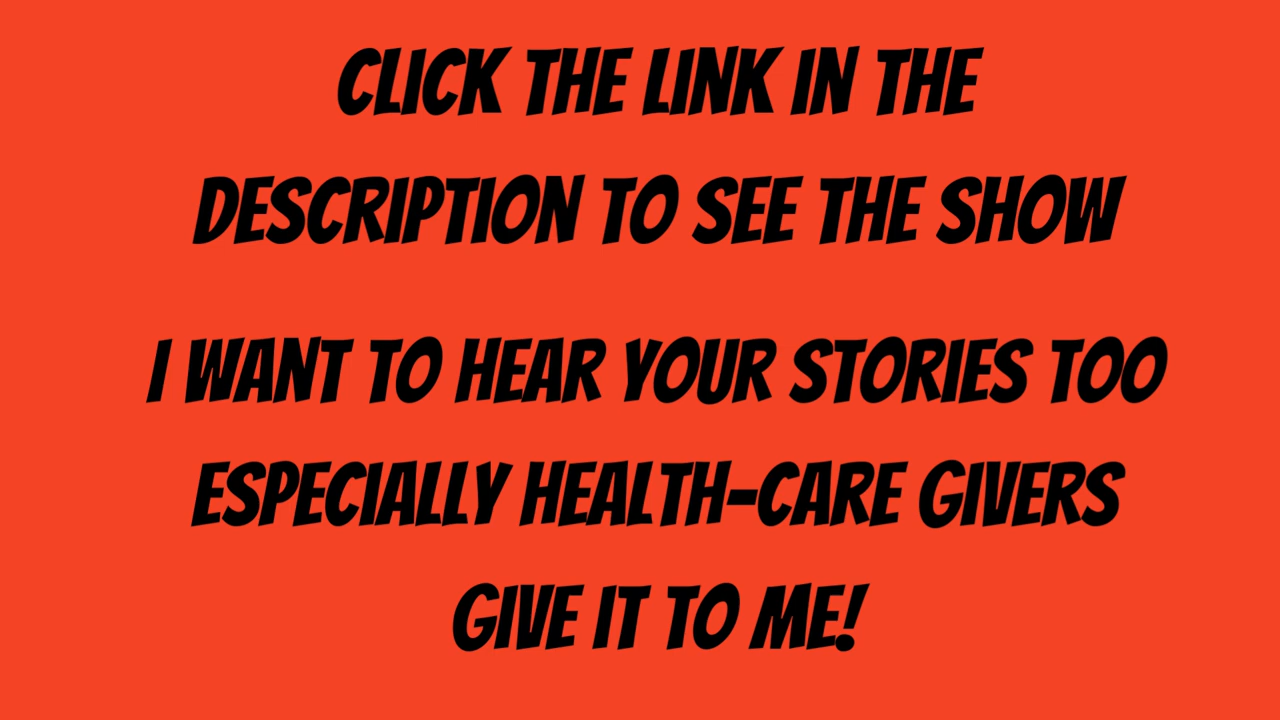 CLICK THE LINK IN THE
DESCRIPTION TO SEE THE SHOW
I WANT TO HEAR YOUR STORIES TOO
ESPECIALLY HEALTH-CARE GIVERS
GIVE IT TO ME!